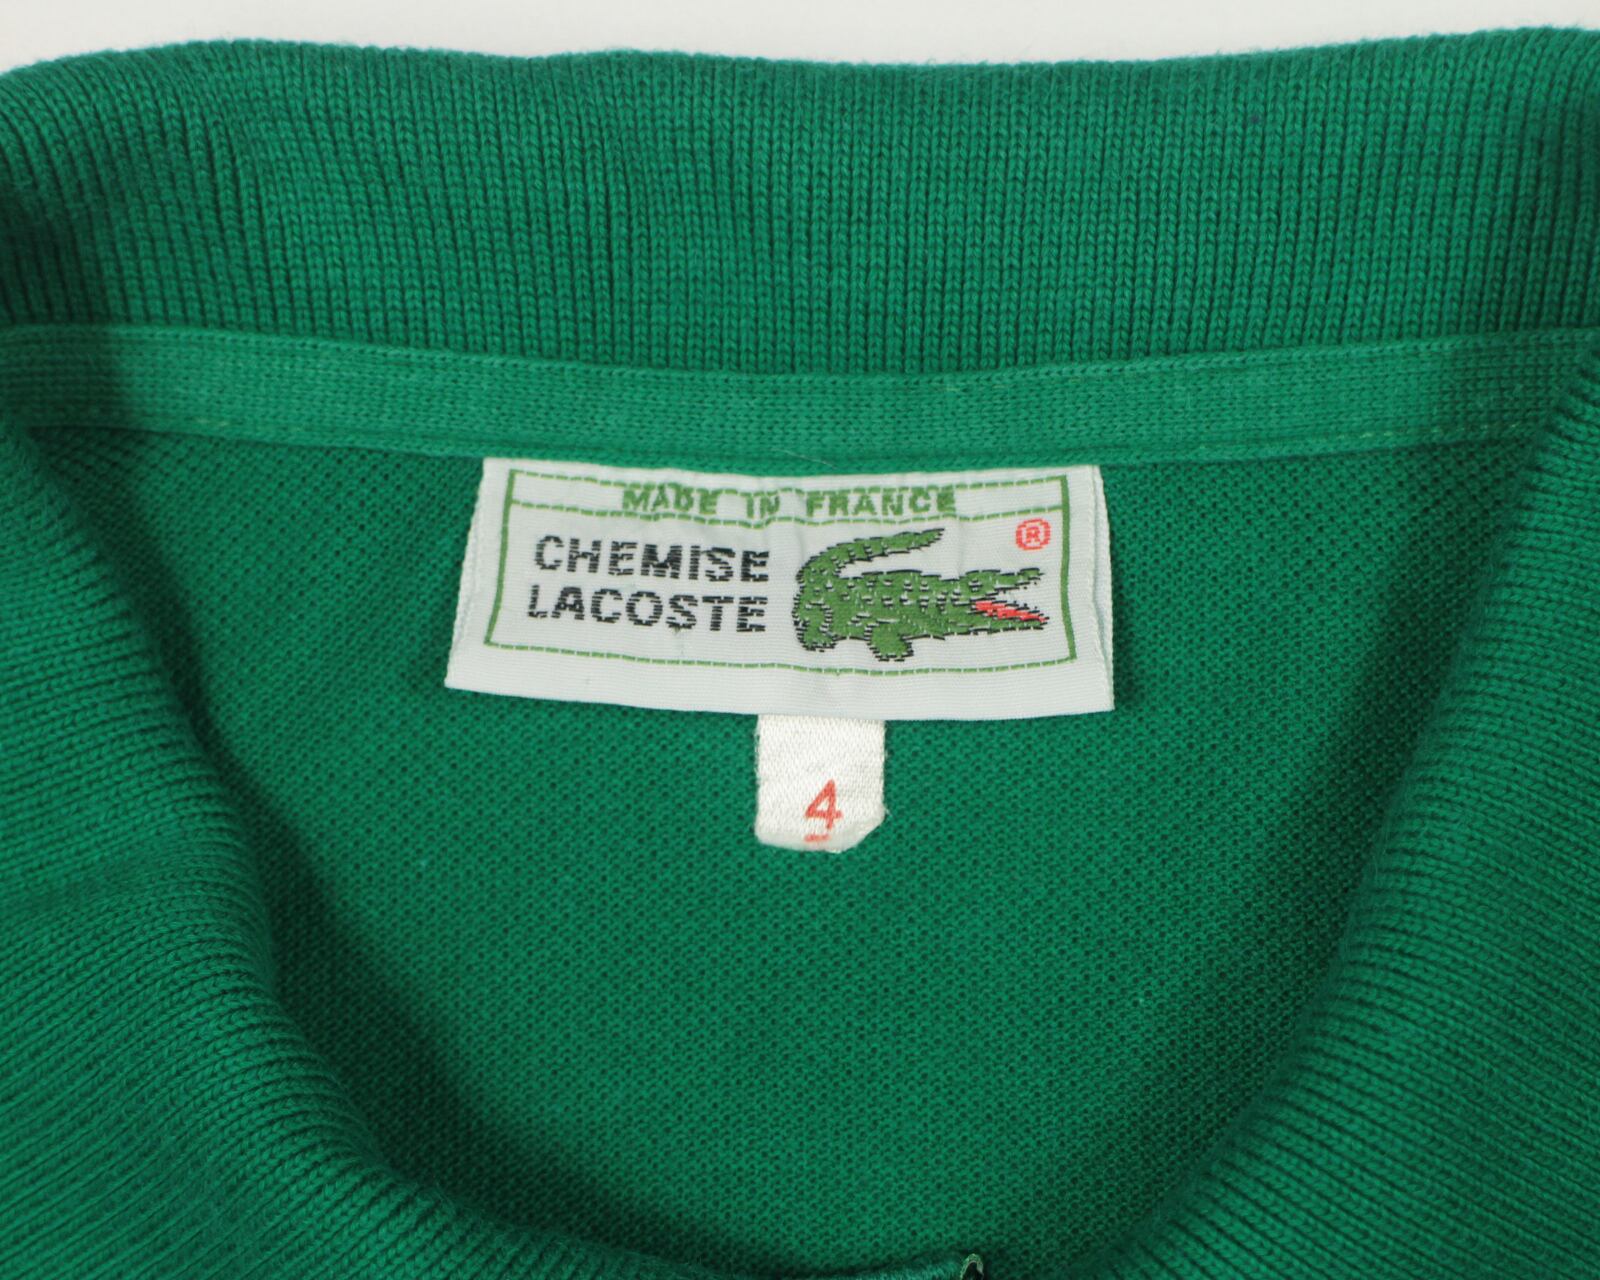 MADE IN FRANCE
CHEMISE ®
LACOSTE
4